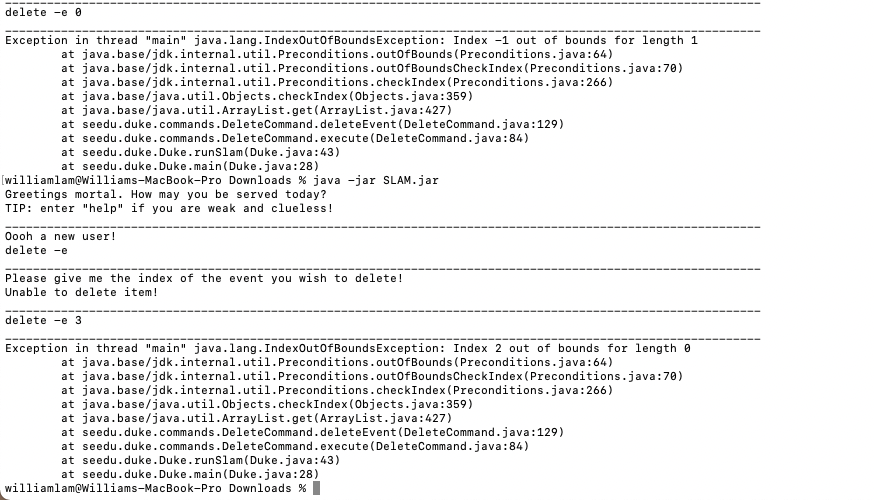 ________________________________________________________________________________
delete -e 0
________________________________________________________________________________
Exception in thread "main" java.lang.IndexOutOfBoundsException: Index -1 out of bounds for length 1
        at java.base/jdk.internal.util.Preconditions.outOfBounds(Preconditions.java:64)
        at java.base/jdk.internal.util.Preconditions.outOfBoundsCheckIndex(Preconditions.java:70)
        at java.base/jdk.internal.util.Preconditions.checkIndex(Preconditions.java:266)
        at java.base/java.util.Objects.checkIndex(Objects.java:359)
        at java.base/java.util.ArrayList.get(ArrayList.java:427)
        at seedu.duke.commands.DeleteCommand.deleteEvent(DeleteCommand.java:129)
        at seedu.duke.commands.DeleteCommand.execute(DeleteCommand.java:84)
        at seedu.duke.Duke.runSlam(Duke.java:43)
        at seedu.duke.Duke.main(Duke.java:28)
[williamlam@Williams-MacBook-Pro Downloads % java -jar SLAM.jar
Greetings mortal. How may you be served today?
TIP: enter "help" if you are weak and clueless!
________________________________________________________________________________
Oooh a new user!
delete -e
________________________________________________________________________________
Please give me the index of the event you wish to delete!
Unable to delete item!
________________________________________________________________________________
delete -e 3
________________________________________________________________________________
Exception in thread "main" java.lang.IndexOutOfBoundsException: Index 2 out of bounds for length 0
        at java.base/jdk.internal.util.Preconditions.outOfBounds(Preconditions.java:64)
        at java.base/jdk.internal.util.Preconditions.outOfBoundsCheckIndex(Preconditions.java:70)
        at java.base/jdk.internal.util.Preconditions.checkIndex(Preconditions.java:266)
        at java.base/java.util.Objects.checkIndex(Objects.java:359)
        at java.base/java.util.ArrayList.get(ArrayList.java:427)
        at seedu.duke.commands.DeleteCommand.deleteEvent(DeleteCommand.java:129)
        at seedu.duke.commands.DeleteCommand.execute(DeleteCommand.java:84)
        at seedu.duke.Duke.runSlam(Duke.java:43)
        at seedu.duke.Duke.main(Duke.java:28)
williamlam@Williams-MacBook-Pro Downloads %